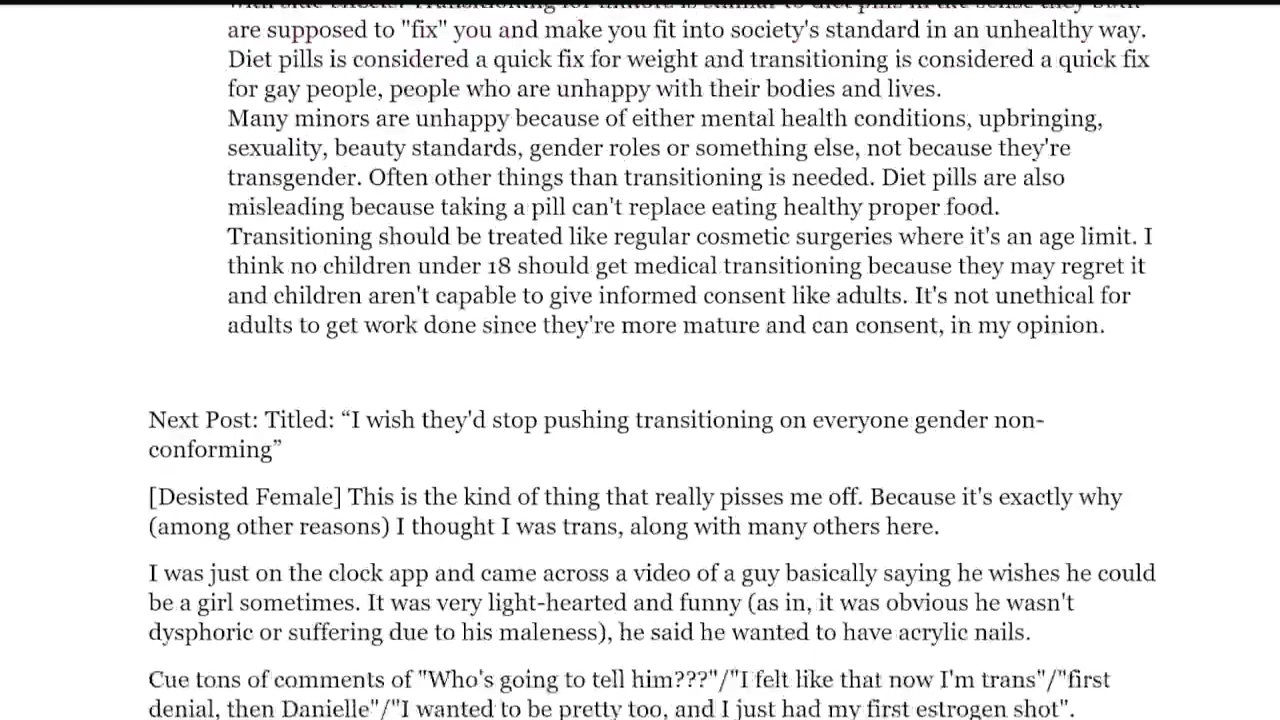 are supposed to "fix" you and make you fit into society's standard in an unhealthy way.
Diet pills is considered a quick fix for weight and transitioning is considered a quick fix
for gay people, people who are unhappy with their bodies and lives.
Many minors are unhappy because of either mental health conditions, upbringing,
sexuality, beauty standards, gender roles or something else, not because they're
transgender. Often other things than transitioning is needed. Diet pills are also
misleading because taking a pill can't replace eating healthy proper food.
Transitioning should be treated like regular cosmetic surgeries where it's an age limit. I
think no children under 18 should get medical transitioning because they may regret it
and children aren't capable to give informed consent like adults. It's not unethical for
adults to get work done since they're more mature and can consent, in my opinion.
Next Post: Titled: “I wish they'd stop pushing transitioning on everyone gender non-
conforming”
[Desisted Female] This is the kind of thing that really pisses me off. Because it's exactly why
(among other reasons) I thought I was trans, along with many others here.
I was just on the clock app and came across a video of a guy basically saying he wishes he could
be a girl sometimes. It was very light-hearted and funny (as in, it was obvious he wasn't
dysphoric or suffering due to his maleness), he said he wanted to have acrylic nails.
Cue tons of comments of "Who's going to tell him???"/"I felt like that now I'm trans"/"first
denial, then Danielle"/"I wanted to be pretty too, and I just had my first estrogen shot".